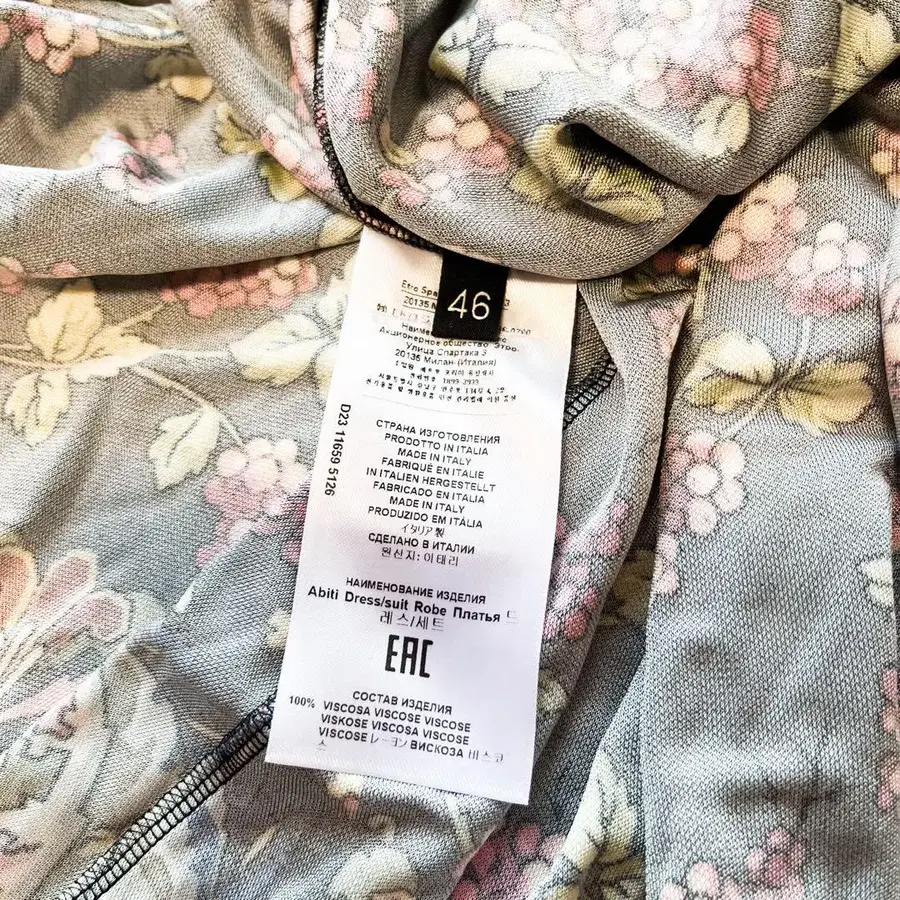 Etro Spa
46
20135 M
Акционерное общество Этро.
Улица Спартака 3
20135 Милан-(Италия)
1899-3939
D23 11659 5126
СТРАНА ИЗГОТОВЛЕНИЯ
PRODOTTO IN ITALIA
MADE IN ITALY
FABRIQUÉ EN ITALIE
IN ITALIEN HERGESTELLT
FABRICADO EN ITALIA
MADE IN ITALY
PRODUZIDO EM ITÁLIA
イタリア製
СДЕЛАНО В ИТАЛИИ
원산지: 이태리
НАИМЕНОВАНИЕ ИЗДЕЛИЯ
Abiti Dress/suit Robe Платья 드
레스/세트
EAC
СОСТАВ ИЗДЕЛИЯ
100% VISCOSA VISCOSE VISCOSE
VISKOSE VISCOSA VISCOSE
VISCOSE レーヨン ВИСКОЗА 비스코
스